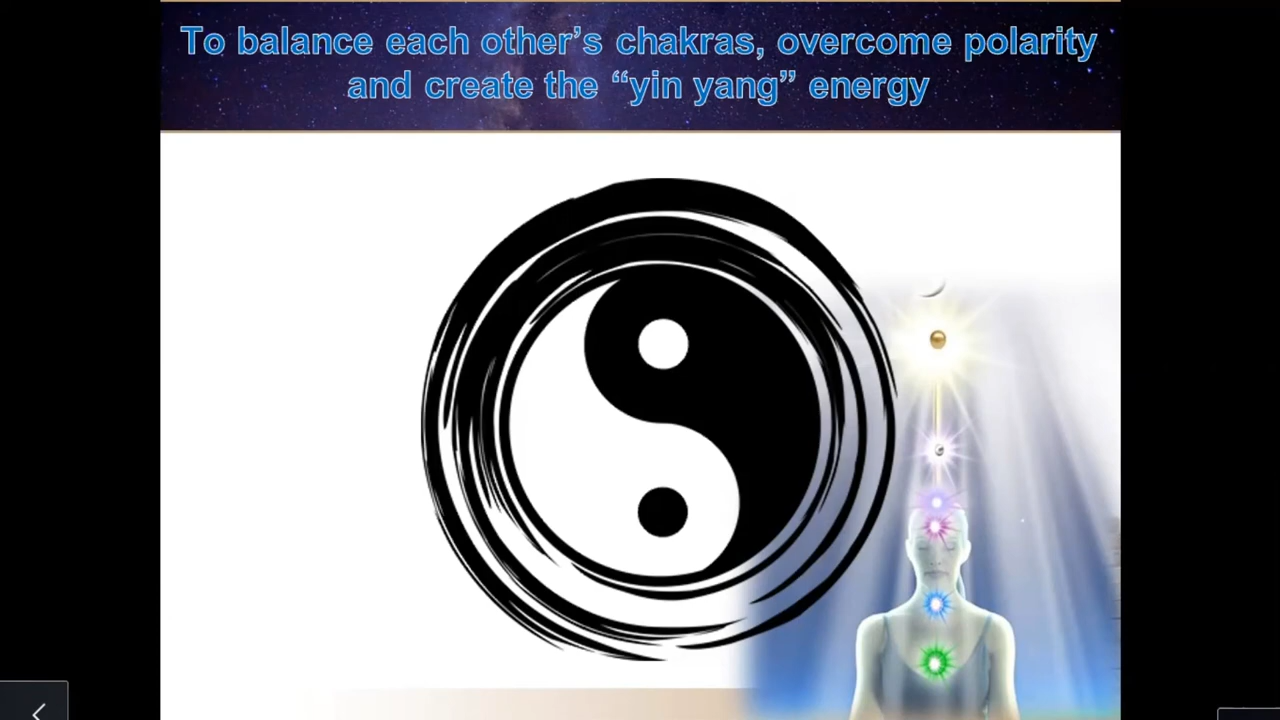 To balance each other’s chakras, overcome polarity
and create the “yin yang” energy